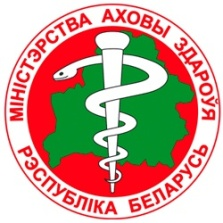 МІНІСТЭРСТВА АХОВЫ ЗДАРОЎЯ
РЭСПУБЛІКА БЕЛАРУСЬ